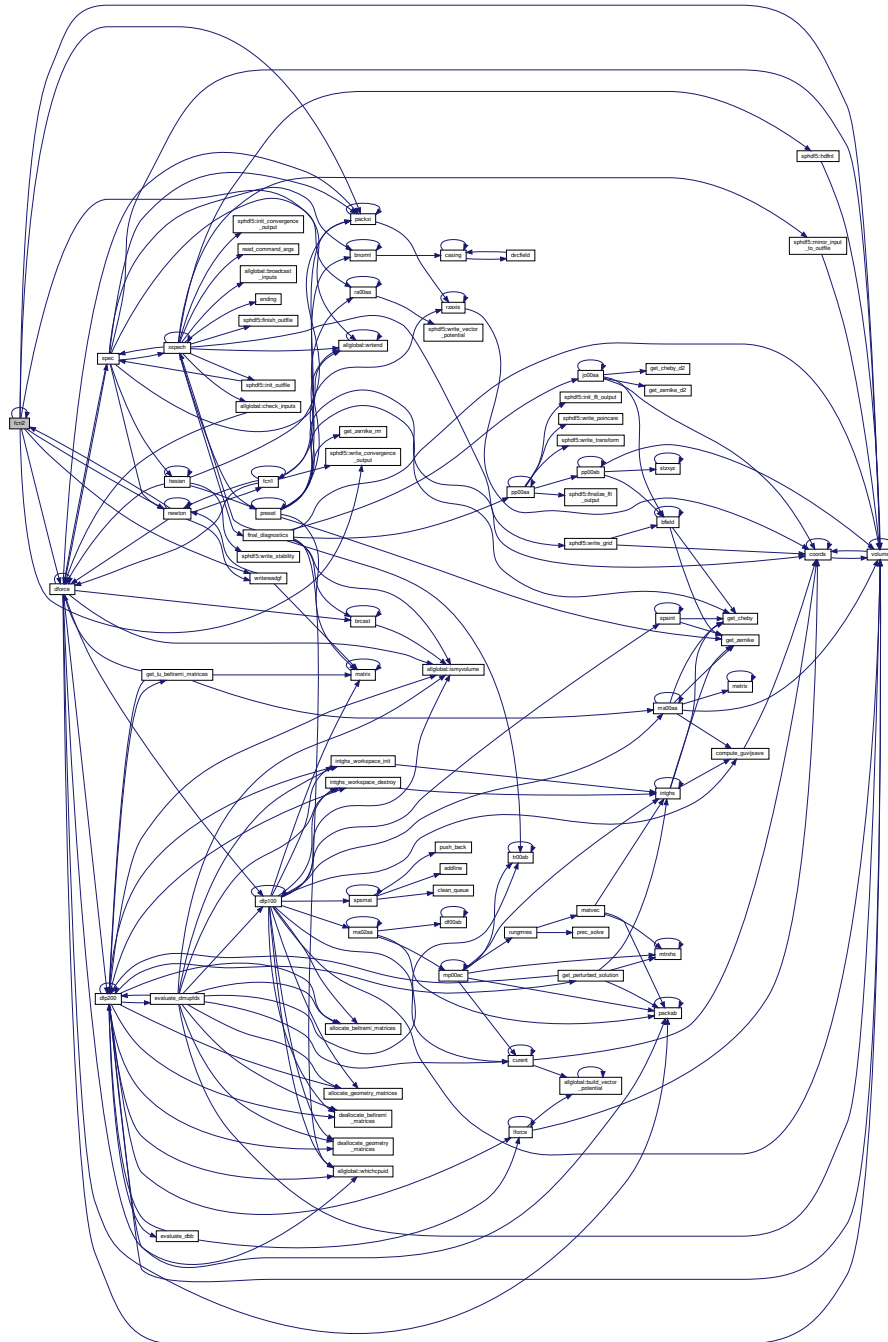 sphdf5::hdfint
packxi
sphdf5::init_convergence
_output
sphdf5::mirror_input
_to_outfile
read_command_args
bnorml
casing
dvcfield
allglobal::broadcast
_inputs
ra00aa
ending
rzaxis
sphdf5::finish_outfile
sphdf5::write_vector
_potential
allglobal::wrtend
xspech
spec
get_cheby_d2
jo00aa
sphdf5::init_outfile
get_zernike_d2
sphdf5::init_fft_output
allglobal::check_inputs
sphdf5::write_poincare
fcn2
get_zernike_rm
sphdf5::write_transform
sphdf5::write_convergence
_output
stzxyz
pp00ab
hesian
fcn1
pp00aa
sphdf5::finalize_fft
_output
newton
preset
bfield
final_diagnostics
sphdf5::write_grid
coords
volume
sphdf5::write_stability
writereadgf
dforce
get_cheby
spsint
brcast
get_zernike
get_lu_beltrami_matrices
matrix
allglobal::ismyvolume
metrix
ma00aa
compute_guvijsave
intghs_workspace_init
intghs_workspace_destroy
intghs
push_back
tr00ab
addline
clean_queue
dfp100
spsmat
matvec
df00ab
ma02aa
rungmres
prec_solve
mtrxhs
mp00ac
get_perturbed_solution
dfp200
evaluate_dmupfdx
packab
allocate_beltrami_matrices
curent
allglobal::build_vector
_potential
allocate_geometry_matrices
deallocate_beltrami
_matrices
lforce
deallocate_geometry
_matrices
allglobal::whichcpuid
evaluate_dbb